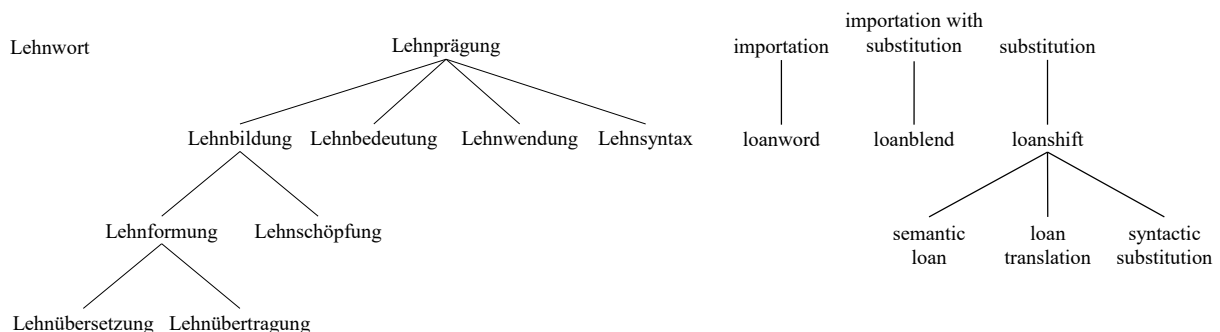 Lehnwort
Lehnprägung
Lehnbildung
Lehnbedeutung
Lehnwendung
Lehnsyntax
Lehnformung
Lehnschöpfung
Lehnübersetzung
Lehnübertragung
importation
importation with
substitution
substitution
loanword
loanblend
loanshift
semantic
loan
loan
translation
syntactic
substitution